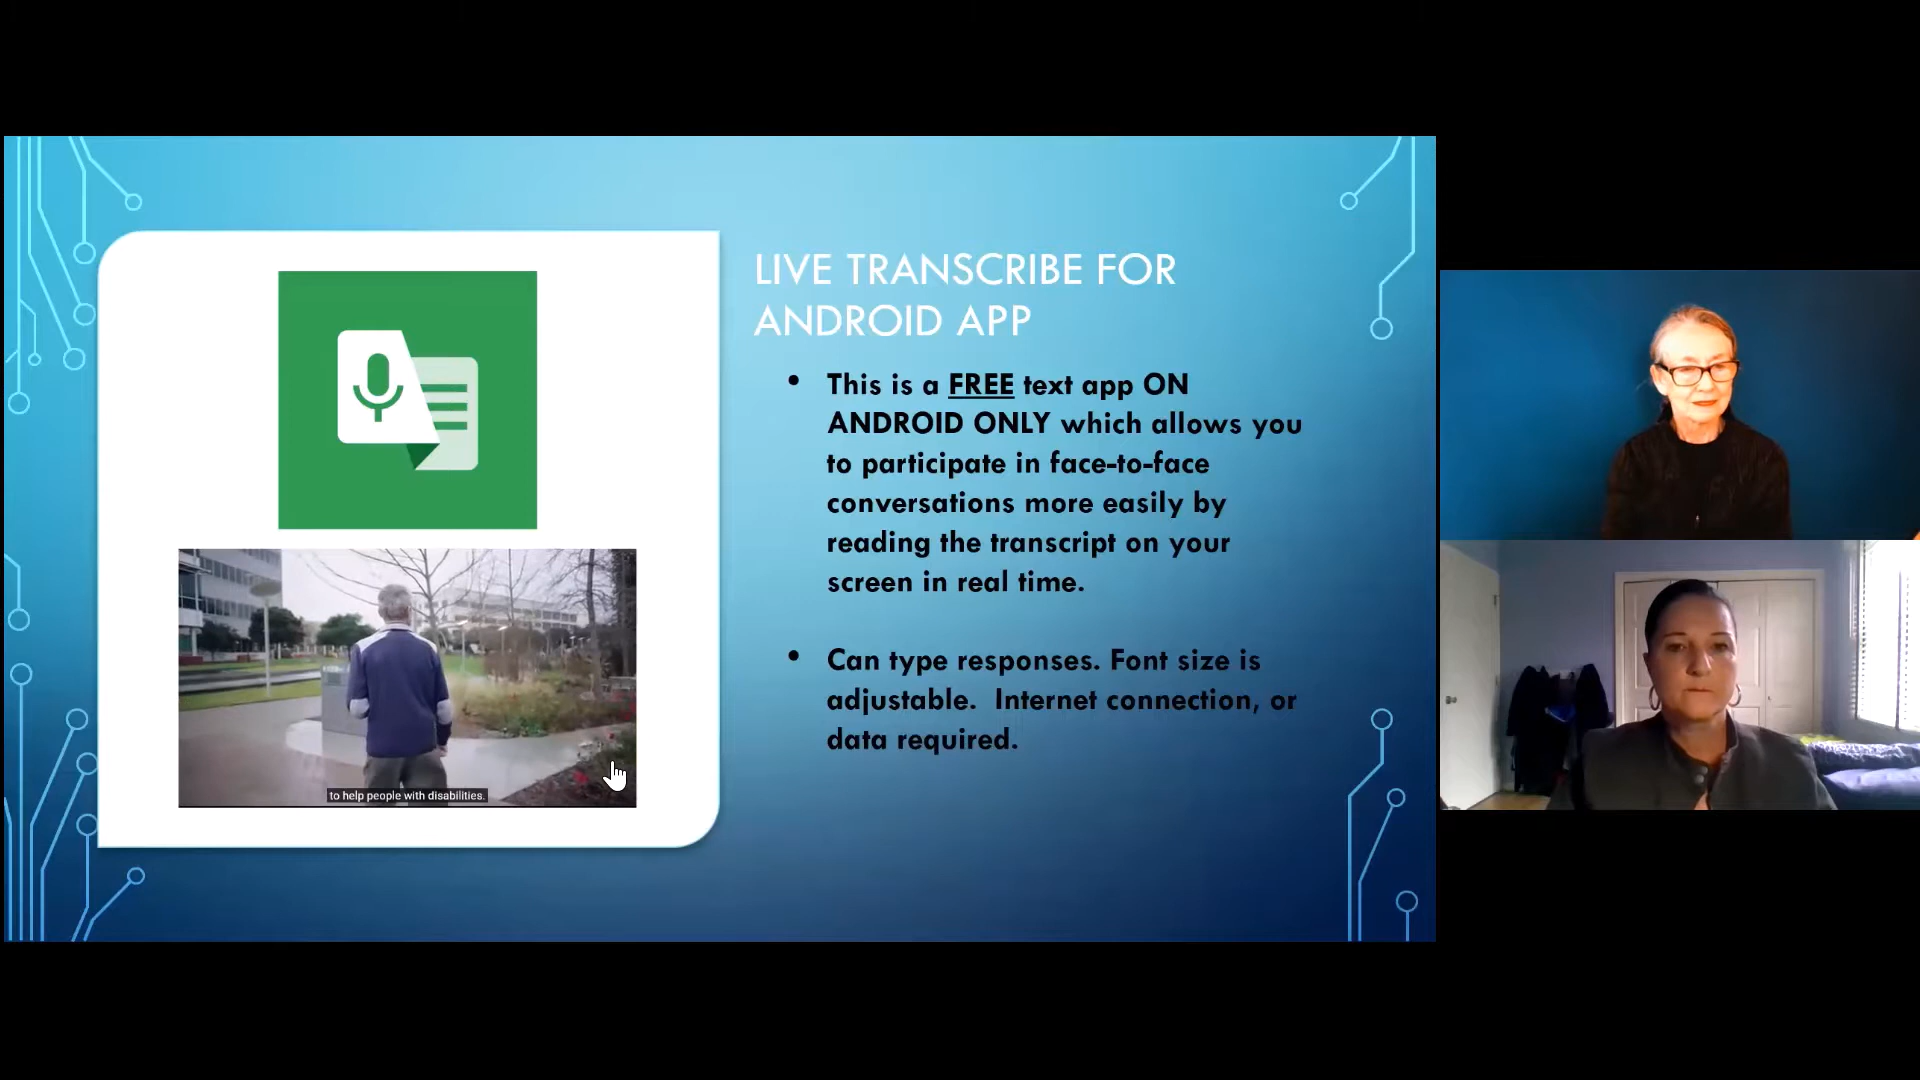 LIVE TRANSCRIBE FOR
ANDROID APP
• This is a FREE text app ON
ANDROID ONLY which allows you
to participate in face-to-face
conversations more easily by
reading the transcript on your
screen in real time.
• Can type responses. Font size is
adjustable. Internet connection, or
data required.
to help people with disabilities.